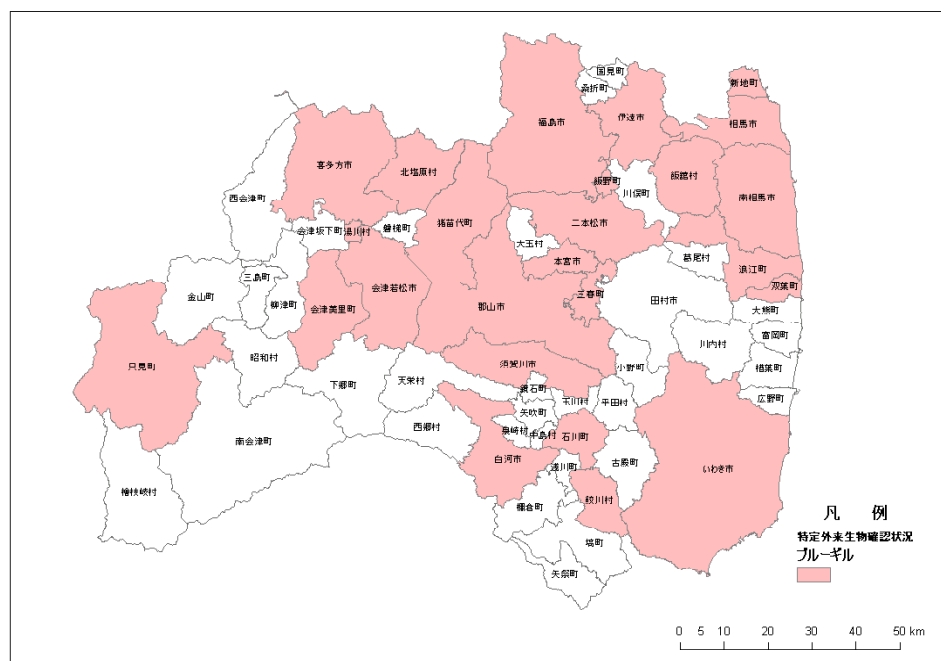 国見町
桑折町
新地町
福島市
伊達市
相馬市
喜多方市
北塩原村
飯野町
川俣町
飯舘村
南相馬市
西会津町
会津坂下町
湯川村
磐梯町
猪苗代町
二本松市
大玉村
本宮市
葛尾村
浪江町
双葉町
三島町
金山町
柳津町
会津美里町
会津若松市
郡山市
三春町
田村市
大熊町
富岡町
川内村
只見町
昭和村
須賀川市
小野町
楢葉町
下郷町
天栄村
鏡石町
玉川村
平田村
広野町
矢吹町
西郷村
泉崎村
中島村
石川町
南会津町
白河市
浅川町
古殿町
いわき市
檜枝岐村
棚倉町
鮫川村
塙町
矢祭町
凡 例
特定外来生物確認状況
ブルーギル
0 5 10 20 30 40 50 km